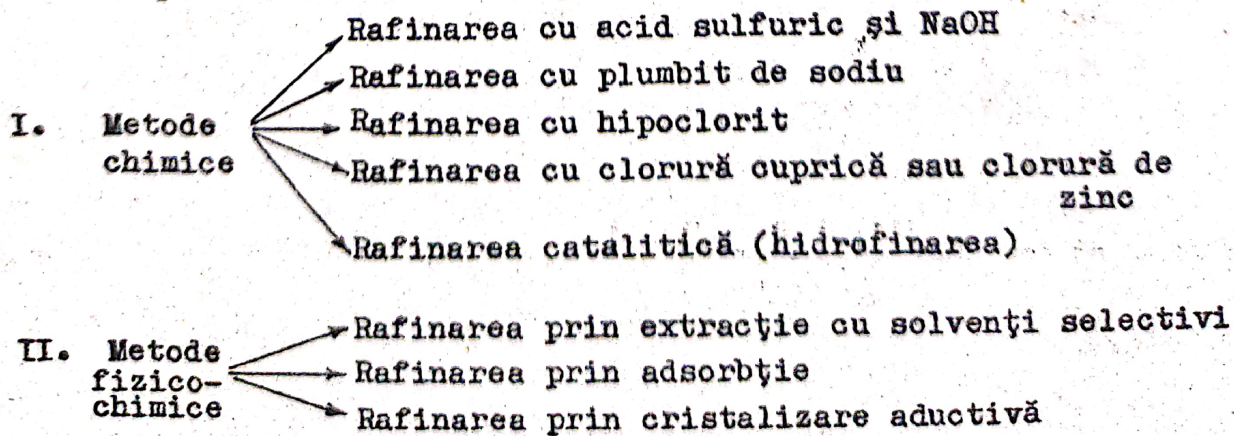 Rafinarea cu acid sulfuric şi NaOH
Rafinarea cu plumbit de sodiu
I. Metode chimice
Rafinarea cu hipoclorit
Rafinarea cu clorură cuprică sau clorură de
zinc
Rafinarea catalitică (hidrofinarea)
Rafinarea prin extracţie cu solvenţi selectivi
II. Metode
fizico-
chimice
Rafinarea prin adsorbţie
Rafinarea prin cristalizare aductivă